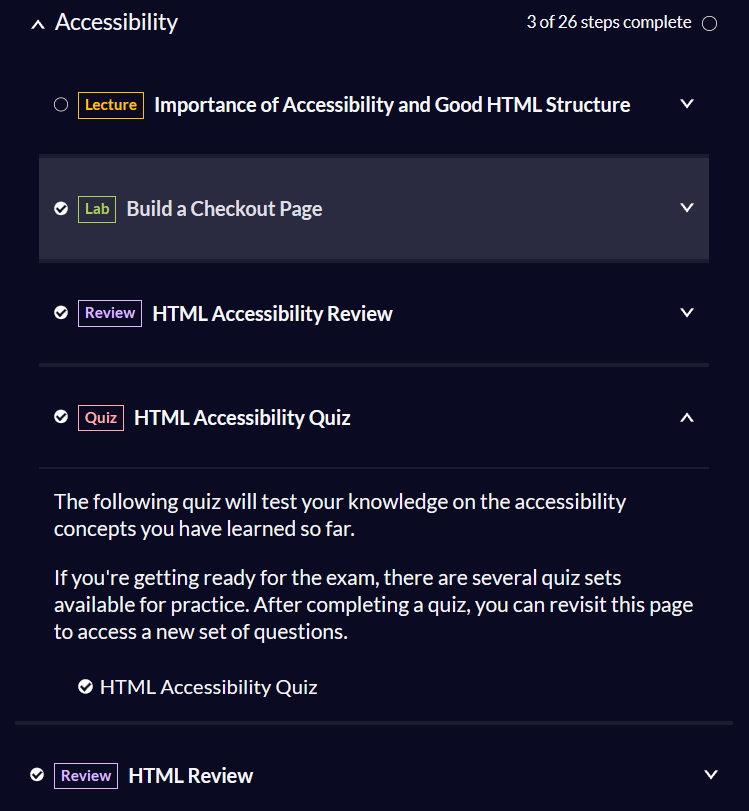 Accessibility 3 of 26 steps complete
Lecture Importance of Accessibility and Good HTML Structure
Lab Build a Checkout Page
Review HTML Accessibility Review
Quiz HTML Accessibility Quiz
The following quiz will test your knowledge on the accessibility
concepts you have learned so far.
If you're getting ready for the exam, there are several quiz sets
available for practice. After completing a quiz, you can revisit this page
to access a new set of questions.
HTML Accessibility Quiz
Review HTML Review